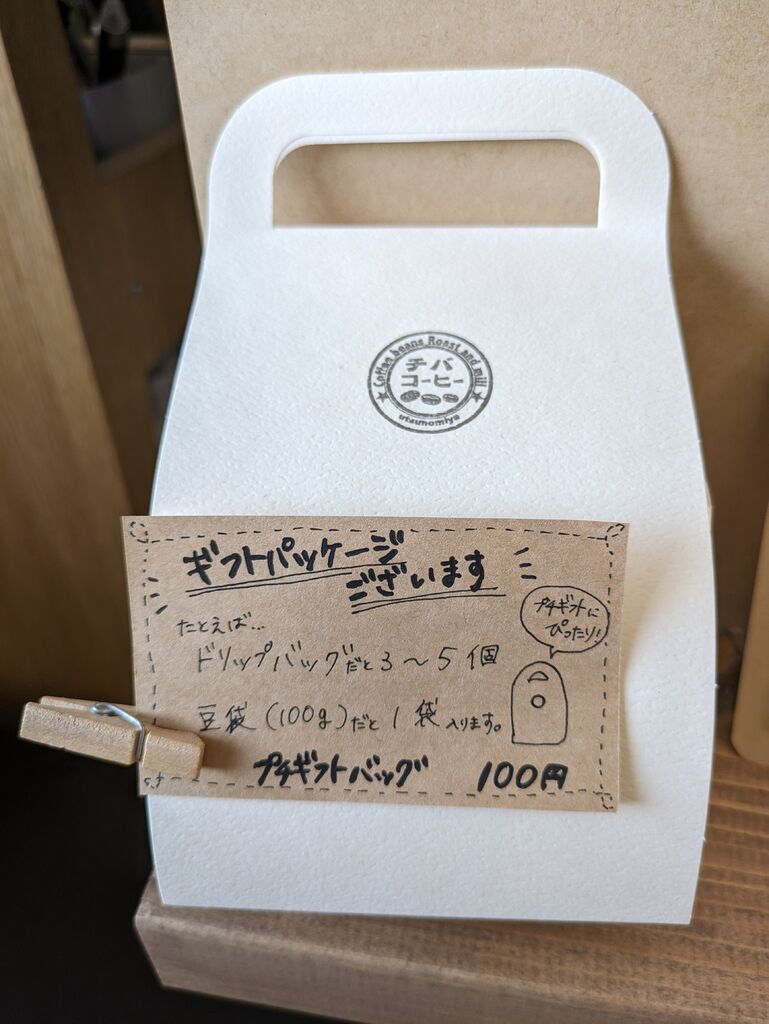 Coffee beans Roast and mill
チバ
コーヒー
utsunomiya
ギフトパッケージ
ございます
たとえば…
ドリップバッグだと3～5個
豆袋(100g)だと1袋入ります。
プチギフトに
ぴったり!
プチギフトバッグ 100円